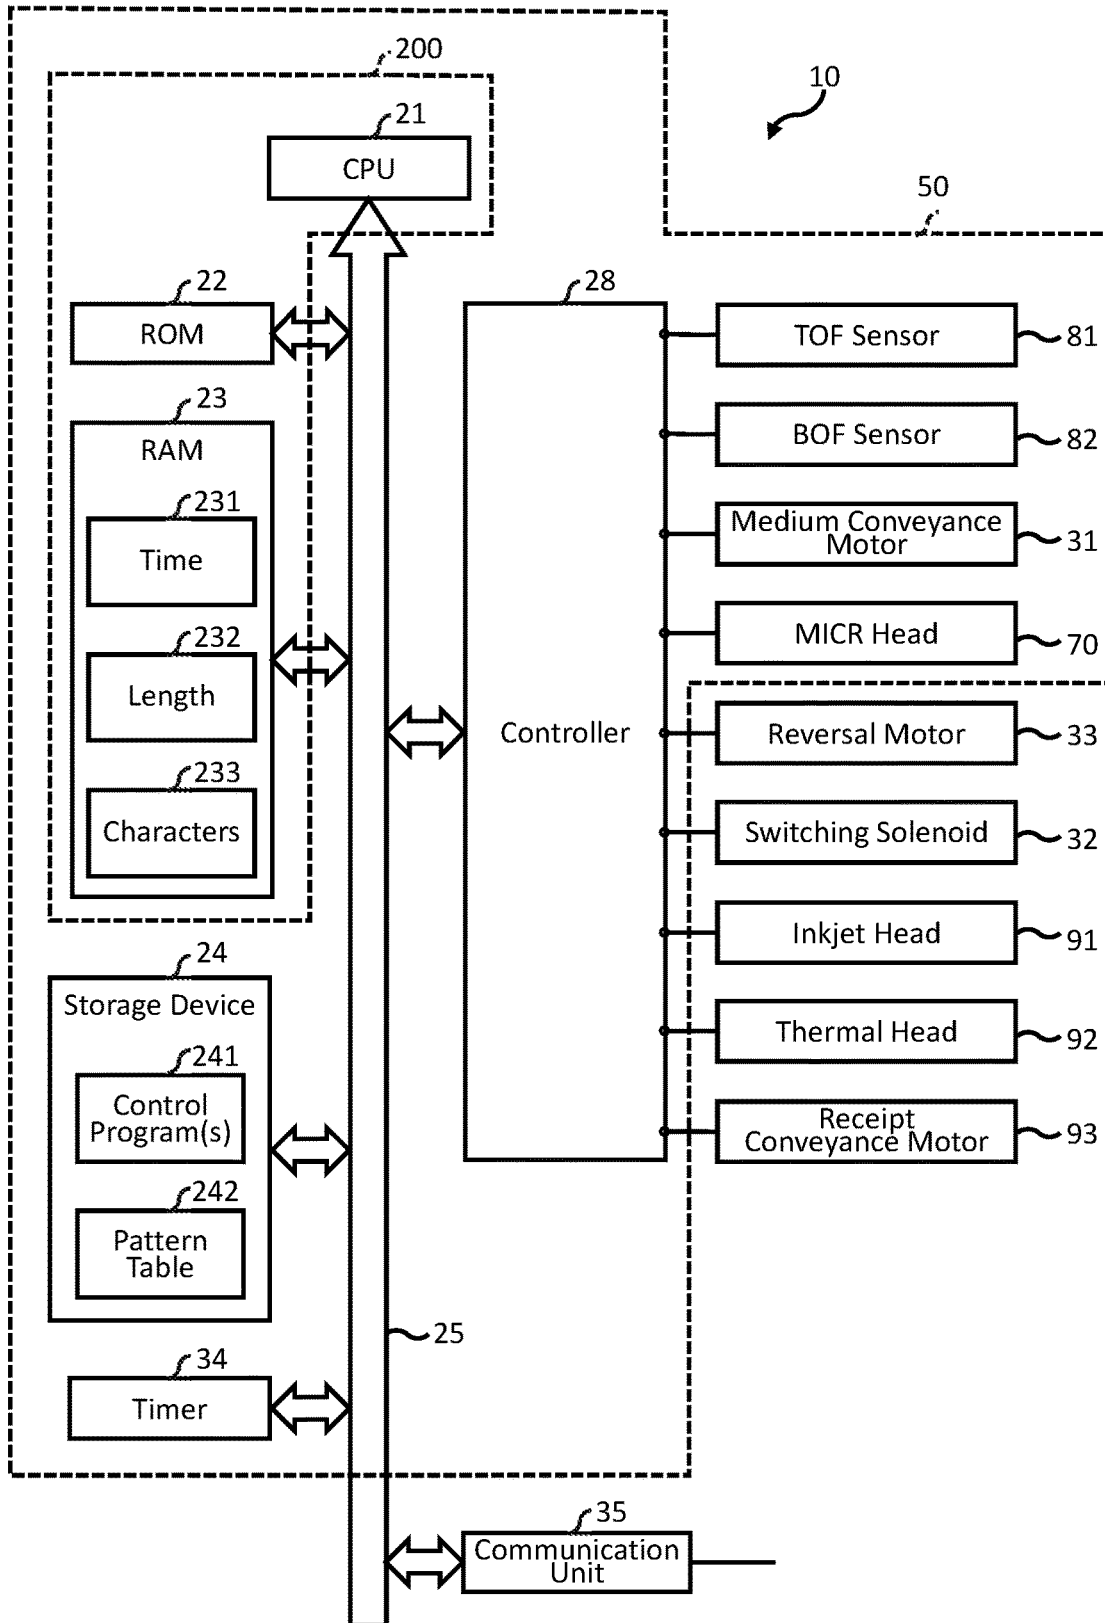 200
10
21
CPU
50
22
ROM
28
Controller
TOF Sensor
81
23
RAM
BOF Sensor
82
231
Time
Medium Conveyance
Motor
31
232
Length
MICR Head
70
Reversal Motor
33
233
Characters
Switching Solenoid
32
Inkjet Head
91
24
Storage Device
Thermal Head
92
241
Control
Program(s)
Receipt
Conveyance Motor
93
242
Pattern
Table
25
34
Timer
35
Communication
Unit